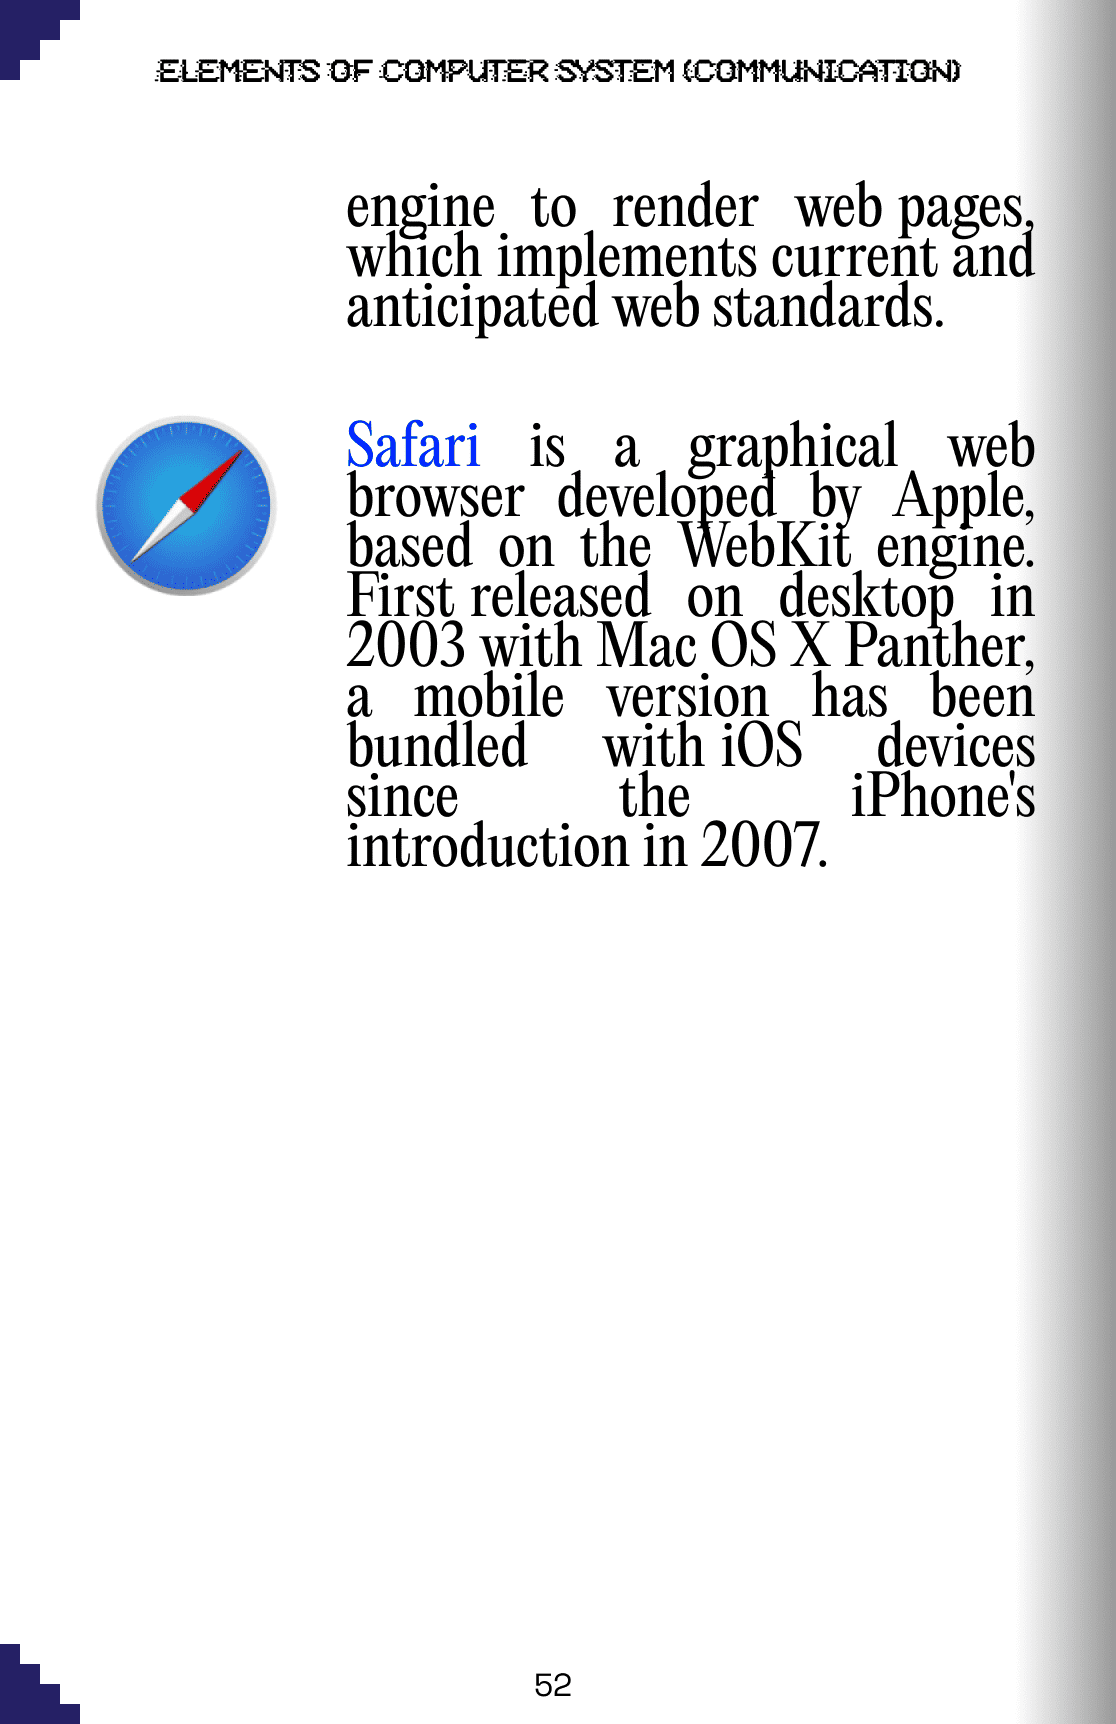 ELEMENTS OF COMPUTER SYSTEM (COMMUNICATION)
engine to render web pages,
which implements current and
anticipated web standards.
Safari is a graphical web
browser developed by Apple,
based on the WebKit engine.
First released on desktop in
2003 with Mac OS X Panther,
a mobile version has been
bundled with iOS devices
since the iPhone's
introduction in 2007.
52